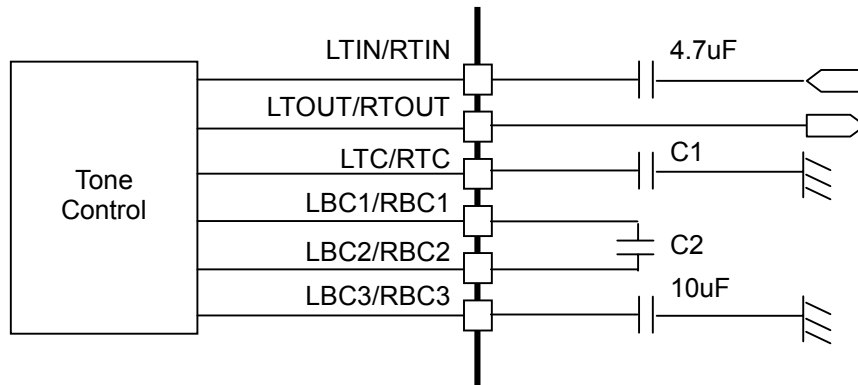 LTIN/RTIN
4.7uF
LTOUT/RTOUT
LTC/RTC
C1
Tone
Control
LBC1/RBC1
LBC2/RBC2
C2
LBC3/RBC3
10uF